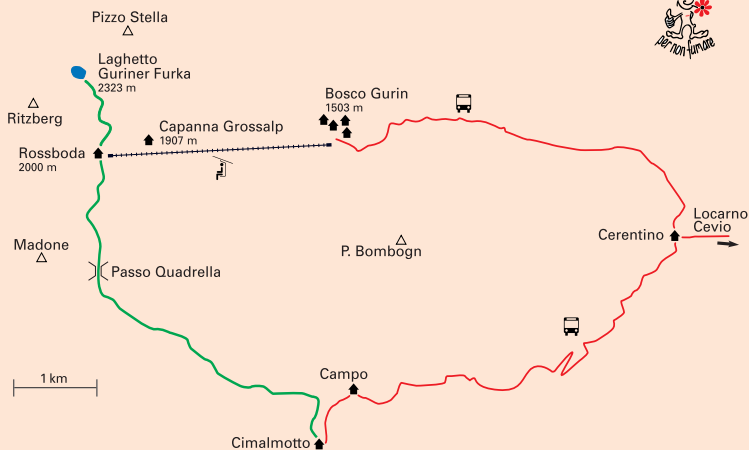 Pizzo Stella
per non fumare
Laghetto
Guriner Furka
2323 m
Ritzberg
Bosco Gurin
1503 m
Capanna Grossalp
1907 m
Rossboda
2000 m
Locarno
Cevio
Cerentino
Madone
P. Bombogn
Passo Quadrella
1 km
Campo
Cimalmotto